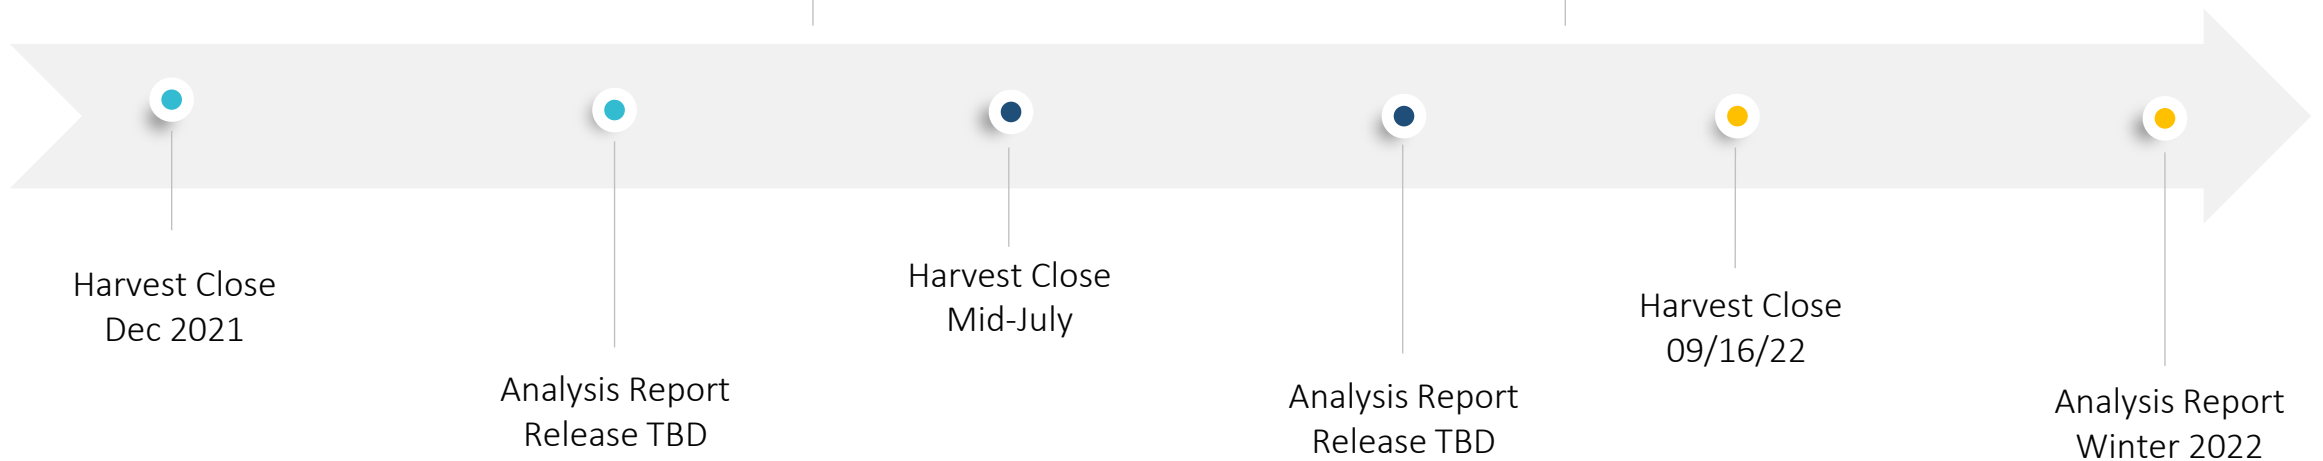 Harvest Close
Dec 2021
Analysis Report
Release TBD
Harvest Close
Mid-July
Analysis Report
Release TBD
Harvest Close
09/16/22
Analysis Report
Winter 2022